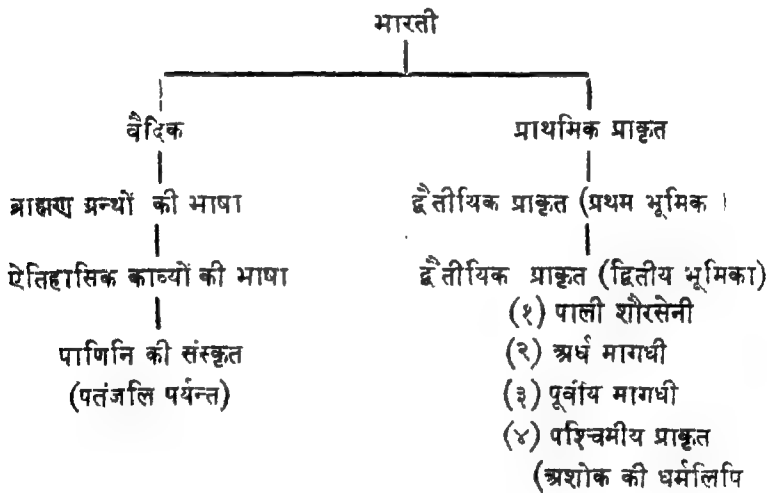 भारती
वैदिक प्राथमिक प्राकृत
ब्राह्मण ग्रन्थों की भाषा द्वैतीयिक प्राकृत (प्रथम भूमिक ।
ऐतिहासिक काव्यों की भाषा द्वैतीयिक प्राकृत (द्वितीय भूमिका)
(१) पाली शौरसेनी
पाणिनि की संस्कृत (२) अर्ध मागधी
(पतंजलि पर्यन्त) (३) पूर्वीय मागधी
(४) पश्चिमीय प्राकृत
(अशोक की धर्मलिपि